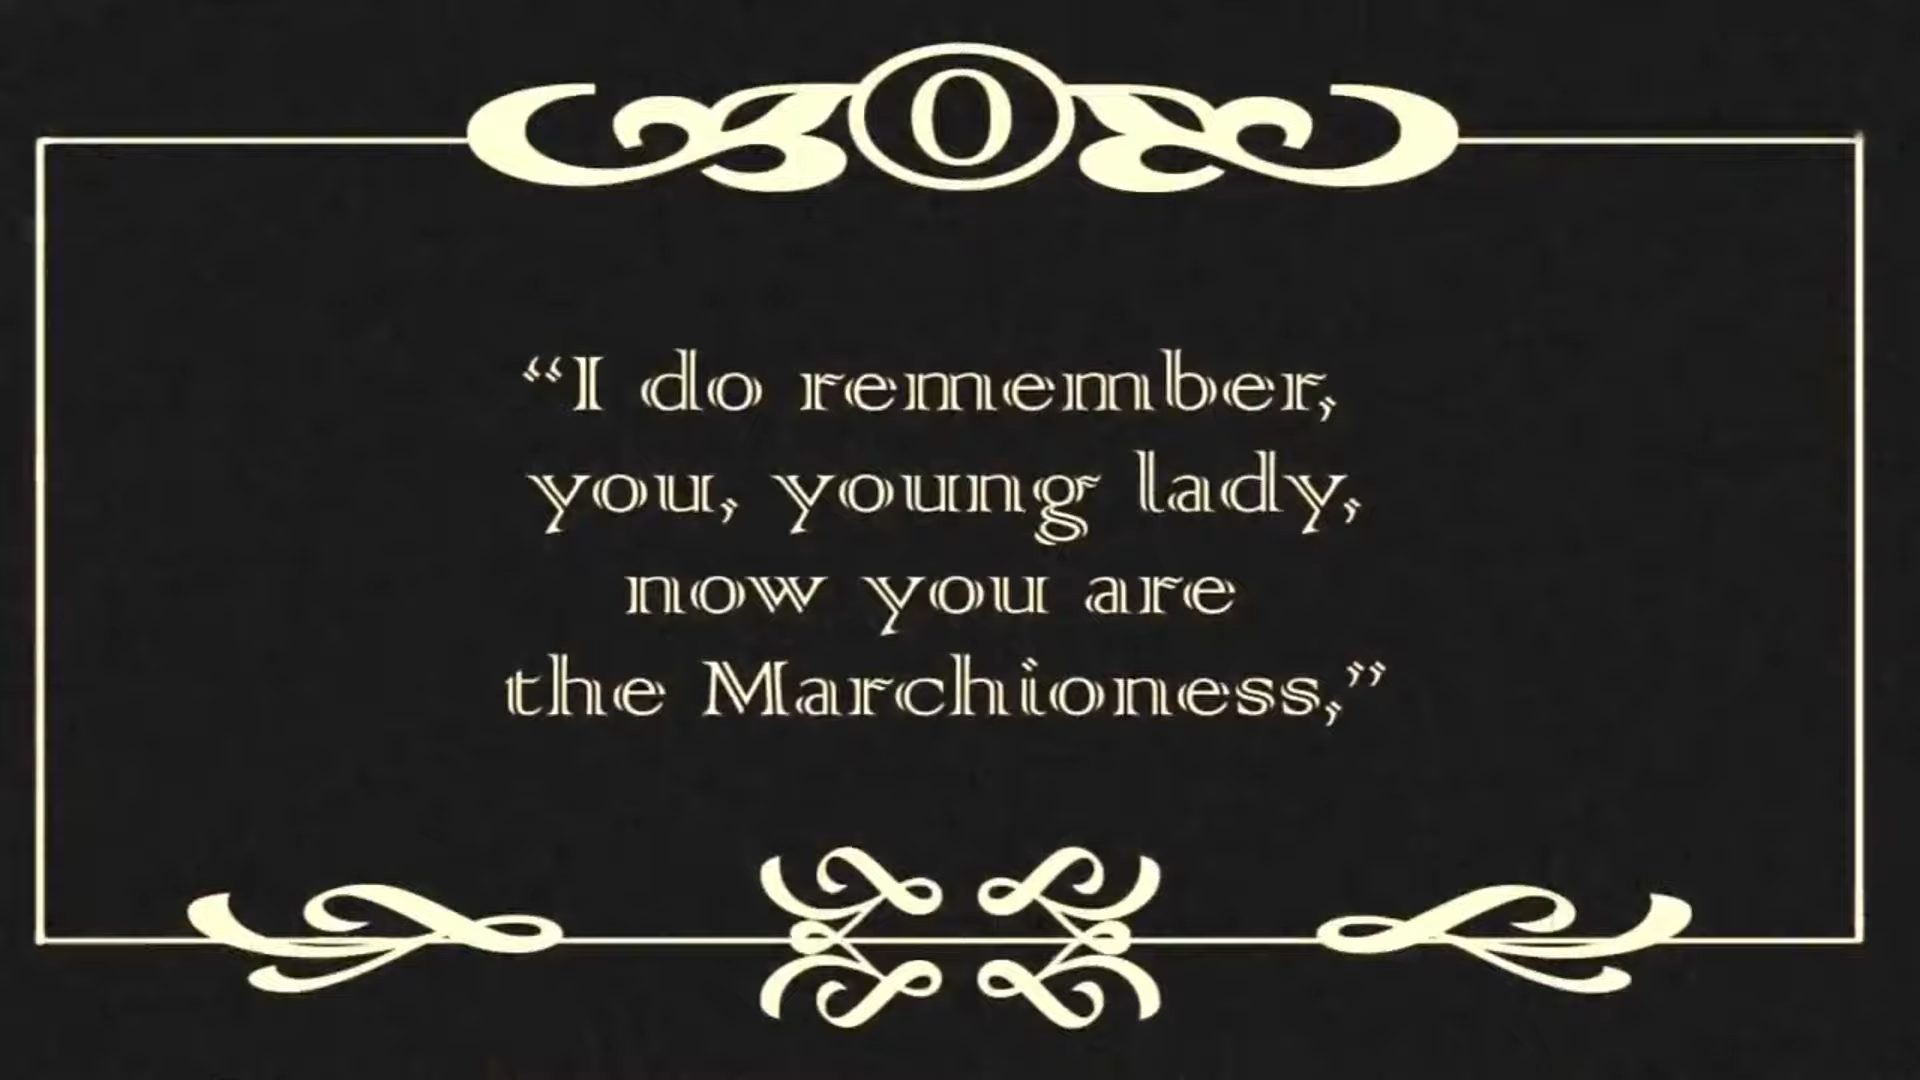 O
“I do remember,
you, young lady,
now you are
the Marchioness,”